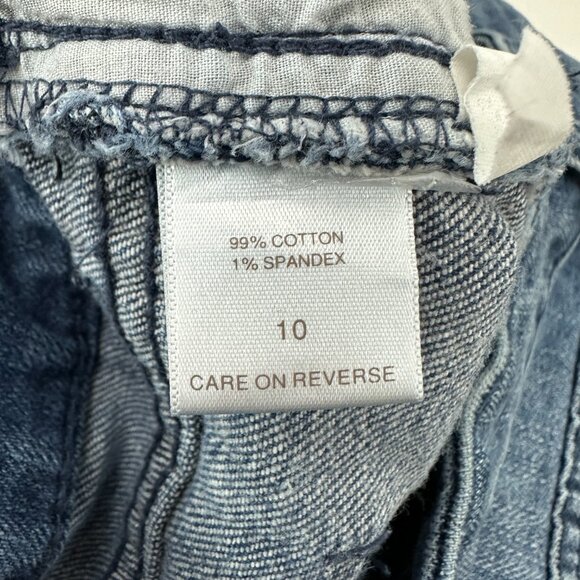 99% COTTON
1% SPANDEX
10
CARE ON REVERSE